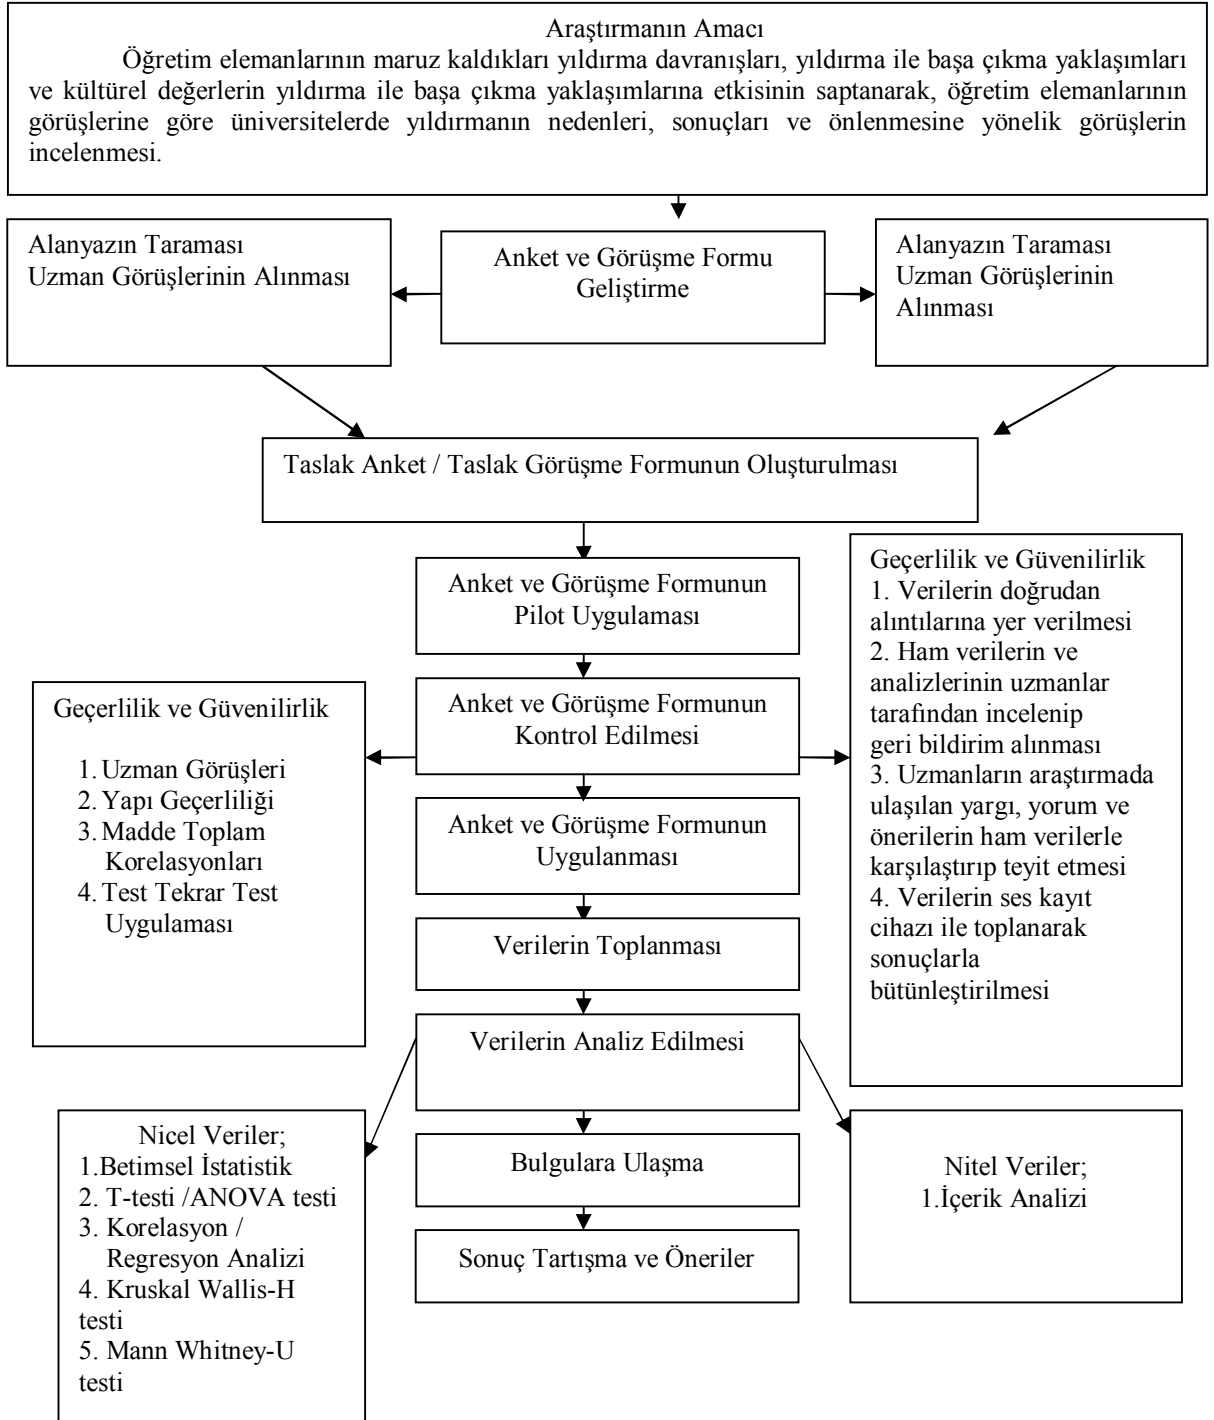 Araştırmanın Amacı
Öğretim elemanlarının maruz kaldıkları yıldırma davranışları, yıldırma ile başa çıkma yaklaşımları
ve kültürel değerlerin yıldırma ile başa çıkma yaklaşımlarına etkisinin saptanarak, öğretim elemanlarının
görüşlerine göre üniversitelerde yıldırmanın nedenleri, sonuçları ve önlenmesine yönelik görüşlerin
incelenmesi.
Alanyazın Taraması
Uzman Görüşlerinin Alınması
Anket ve Görüşme Formu
Geliştirme
Alanyazın Taraması
Uzman Görüşlerinin
Alınması
Taslak Anket / Taslak Görüşme Formunun Oluşturulması
Anket ve Görüşme Formunun
Pilot Uygulaması
Geçerlilik ve Güvenilirlik
1. Verilerin doğrudan
alıntılarına yer verilmesi
2. Ham verilerin ve
analizlerinin uzmanlar
tarafından incelenip
geri bildirim alınması
3. Uzmanların araştırmada
ulaşılan yargı, yorum ve
önerilerin ham verilerle
karşılaştırıp teyit etmesi
4. Verilerin ses kayıt
cihazı ile toplanarak
sonuçlarla
bütünleştirilmesi
Anket ve Görüşme Formunun
Kontrol Edilmesi
Geçerlilik ve Güvenilirlik
1. Uzman Görüşleri
2. Yapı Geçerliliği
3. Madde Toplam
Korelasyonları
4. Test Tekrar Test
Uygulaması
Anket ve Görüşme Formunun
Uygulanması
Verilerin Toplanması
Verilerin Analiz Edilmesi
Nicel Veriler;
1.Betimsel İstatistik
2. T-testi /ANOVA testi
3. Korelasyon /
Regresyon Analizi
4. Kruskal Wallis-H
testi
5. Mann Whitney-U
testi
Bulgulara Ulaşma
Nitel Veriler;
1.İçerik Analizi
Sonuç Tartışma ve Öneriler